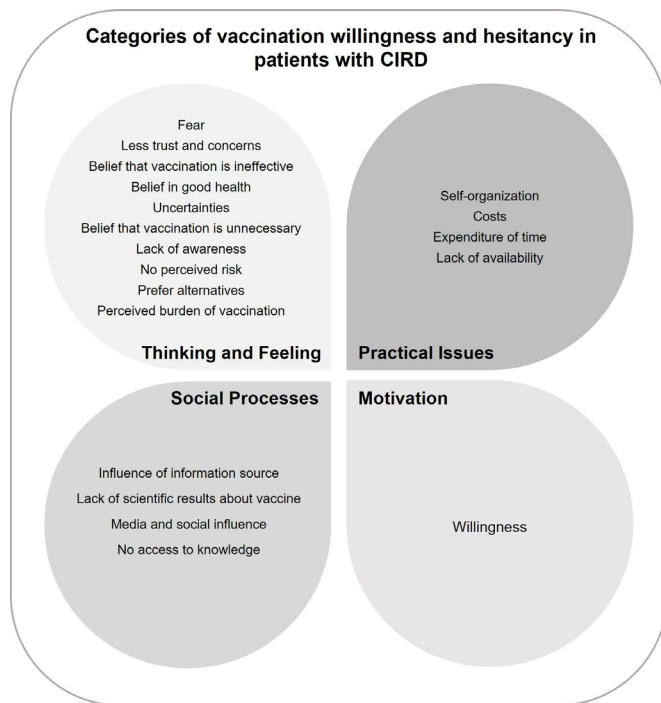 Categories of vaccination willingness and hesitancy in
patients with CIRD
Fear
Less trust and concerns
Belief that vaccination is ineffective
Belief in good health
Uncertainties
Belief that vaccination is unnecessary
Lack of awareness
No perceived risk
Prefer alternatives
Perceived burden of vaccination
Thinking and Feeling
Self-organization
Costs
Expenditure of time
Lack of availability
Practical Issues
Social Processes
Influence of information source
Lack of scientific results about vaccine
Media and social influence
No access to knowledge
Motivation
Willingness